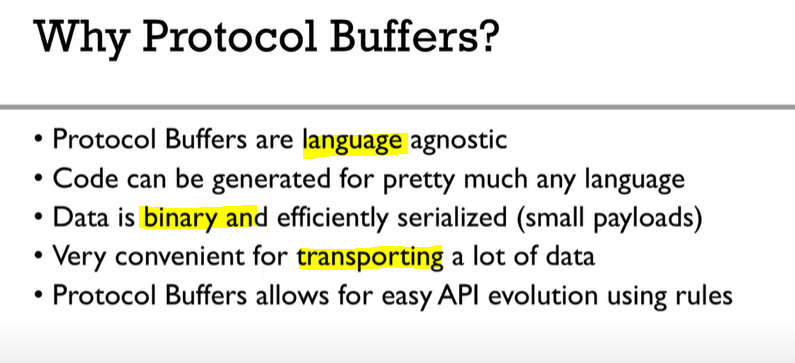 Why Protocol Buffers?
• Protocol Buffers are language agnostic
• Code can be generated for pretty much any language
• Data is binary and efficiently serialized (small payloads)
• Very convenient for transporting a lot of data
• Protocol Buffers allows for easy API evolution using rules